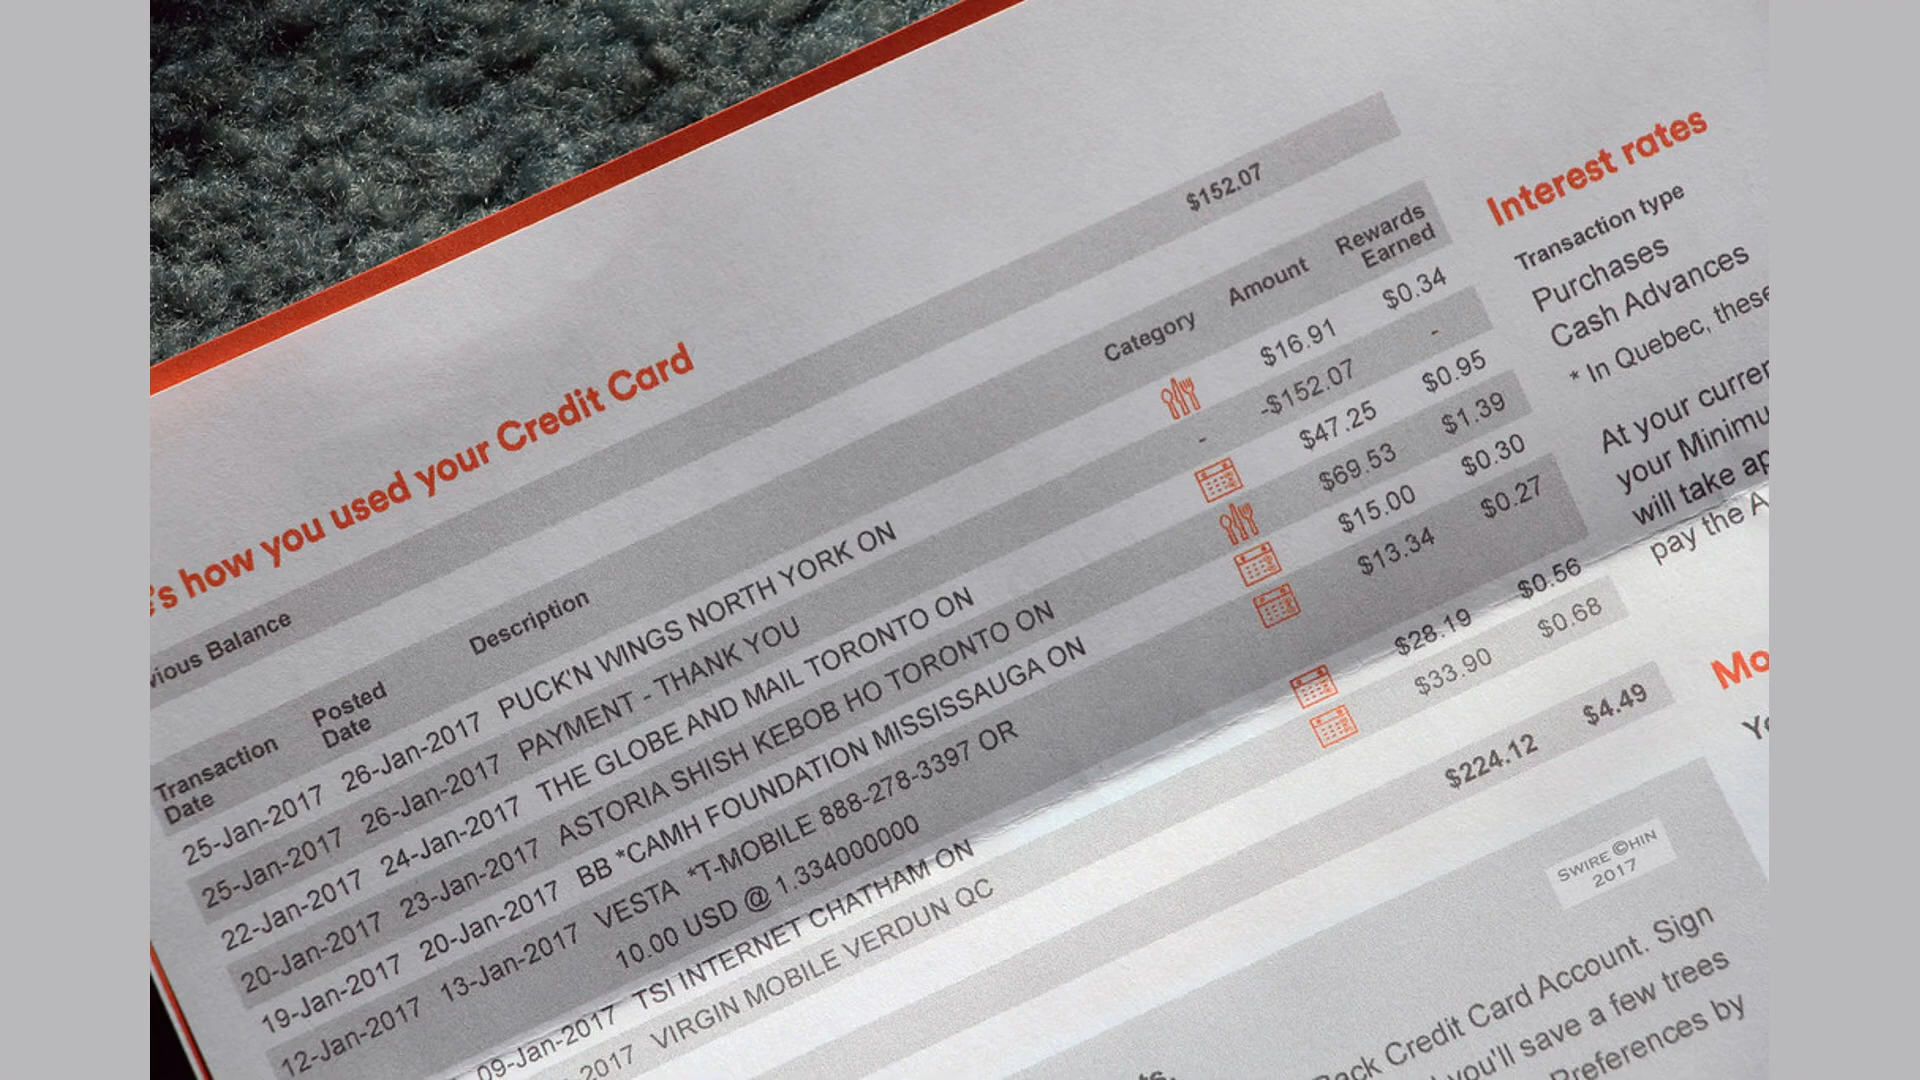 's how you used your Credit Card
vious Balance $152.07
Transaction Date Posted Date Description Category Amount Rewards Earned
25-Jan-2017 26-Jan-2017 PUCK'N WINGS NORTH YORK ON $16.91 $0.34
25-Jan-2017 26-Jan-2017 PAYMENT - THANK YOU - -$152.07 -
22-Jan-2017 24-Jan-2017 THE GLOBE AND MAIL TORONTO ON $47.25 $0.95
20-Jan-2017 23-Jan-2017 ASTORIA SHISH KEBOB HO TORONTO ON $69.53 $1.39
19-Jan-2017 20-Jan-2017 BB *CAMH FOUNDATION MISSISSAUGA ON $15.00 $0.30
12-Jan-2017 13-Jan-2017 VESTA *T-MOBILE 888-278-3397 OR $13.34 $0.27
10.00 USD @ 1.334000000
09-Jan-2017 TSI INTERNET CHATHAM ON $28.19 $0.56
2017 VIRGIN MOBILE VERDUN QC $33.90 $0.68
$224.12 $4.49
Interest rates
Transaction type
Purchases
Cash Advances
* In Quebec, these
At your curre
your Minimu
will take ap
pay the A
Mo
SWIRE ©HIN
2017
ack Credit Card Account. Sign
you'll save a few trees
Preferences by